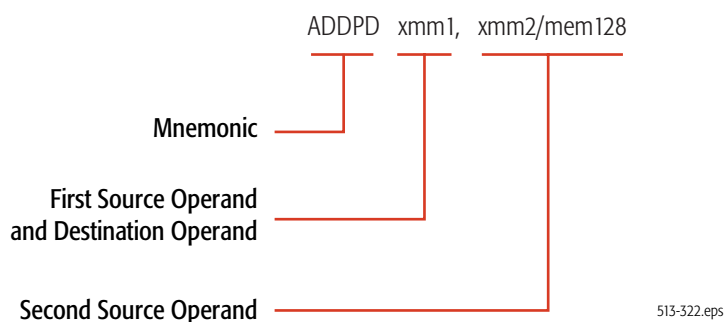 ADDPD xmm1, xmm2/mem128
Mnemonic
First Source Operand
and Destination Operand
Second Source Operand
513-322.eps